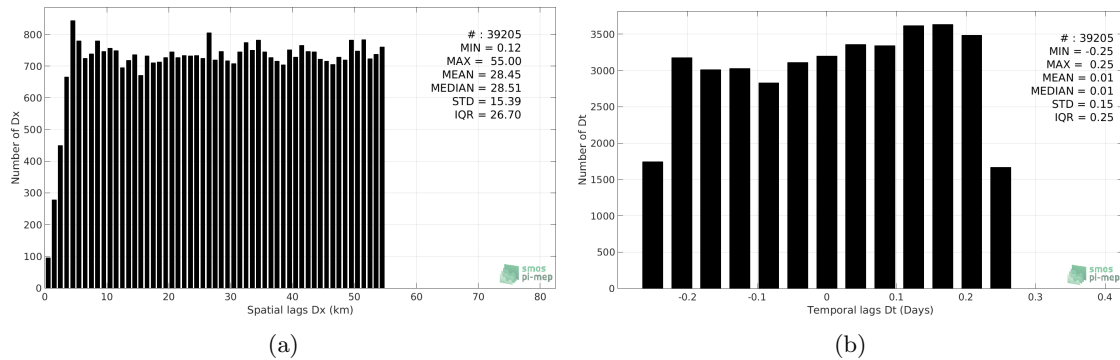 800
700
600
500
400
300
200
100
0
0 10 20 30 40 50 60 70 80
Number of Dx
Spatial lags Dx (km)
# : 39205
MIN = 0.12
MAX = 55.00
MEAN = 28.45
MEDIAN = 28.51
STD = 15.39
IQR = 26.70
smos
pi-mep
(a)
3500
3000
2500
2000
1500
1000
500
0
-0.2 -0.1 0 0.1 0.2 0.3 0.4
Number of Dt
Temporal lags Dt (Days)
# : 39205
MIN = -0.25
MAX = 0.25
MEAN = 0.01
MEDIAN = 0.01
STD = 0.15
IQR = 0.25
smos
pi-mep
(b)